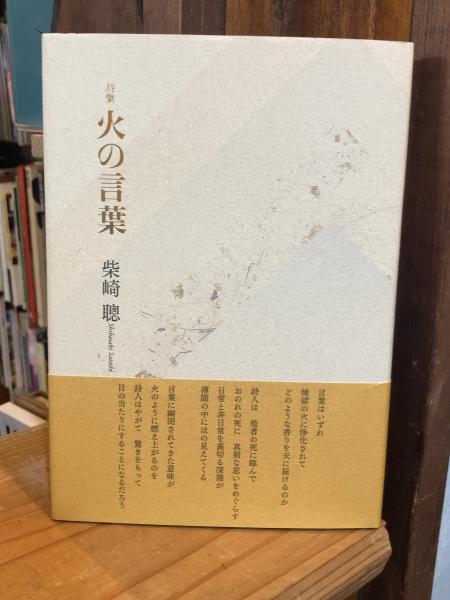 詩集
火の言葉
柴崎 聰
Shibasaki Satoshi
言葉はいずれ
煉獄の火に浄化されて
どのような香りを天に届けるのか
詩人は 他者の死に臨んで
おのれの死に 真剣な思いをめぐらす
日常と非日常を裏切る深淵が
薄闇の中にほの見えてくる
言葉に幽閉されてきた意味が
火のように燃え上がるのを
詩人はやがて 驚きをもって
目の当たりにすることになるだろう